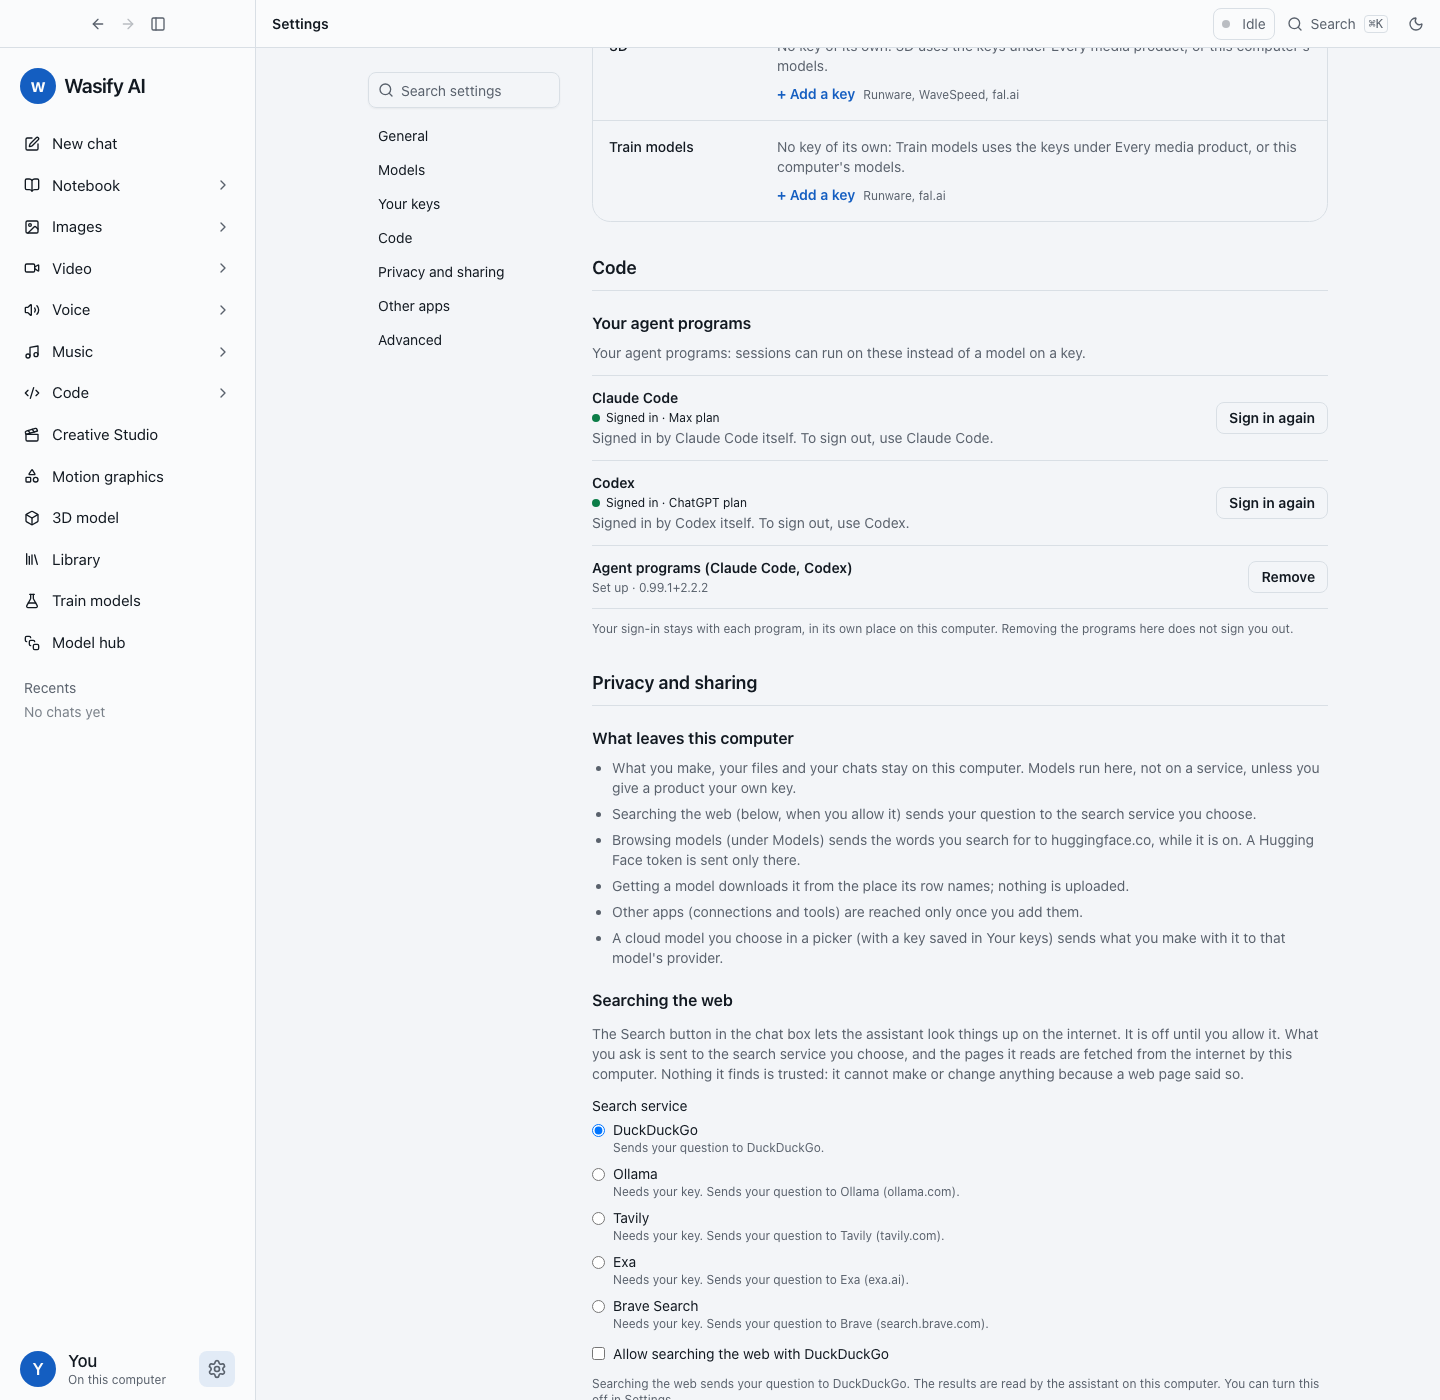 Settings
Idle
Search ⌘K
W Wasify AI
New chat
Notebook
Images
Video
Voice
Music
Code
Creative Studio
Motion graphics
3D model
Library
Train models
Model hub
Recents
No chats yet
Y You
On this computer
Search settings
General
Models
Your keys
Code
Privacy and sharing
Other apps
Advanced
3D
No key of its own: 3D uses the keys under Every media product, or this computer's
models.
+ Add a key Runware, WaveSpeed, fal.ai
Train models
No key of its own: Train models uses the keys under Every media product, or this
computer's models.
+ Add a key Runware, fal.ai
Code
Your agent programs
Your agent programs: sessions can run on these instead of a model on a key.
Claude Code
Signed in · Max plan
Signed in by Claude Code itself. To sign out, use Claude Code.
Sign in again
Codex
Signed in · ChatGPT plan
Signed in by Codex itself. To sign out, use Codex.
Sign in again
Agent programs (Claude Code, Codex)
Set up · 0.99.1+2.2.2
Remove
Your sign-in stays with each program, in its own place on this computer. Removing the programs here does not sign you out.
Privacy and sharing
What leaves this computer
• What you make, your files and your chats stay on this computer. Models run here, not on a service, unless you
give a product your own key.
• Searching the web (below, when you allow it) sends your question to the search service you choose.
• Browsing models (under Models) sends the words you search for to huggingface.co, while it is on. A Hugging
Face token is sent only there.
• Getting a model downloads it from the place its row names; nothing is uploaded.
• Other apps (connections and tools) are reached only once you add them.
• A cloud model you choose in a picker (with a key saved in Your keys) sends what you make with it to that
model's provider.
Searching the web
The Search button in the chat box lets the assistant look things up on the internet. It is off until you allow it. What
you ask is sent to the search service you choose, and the pages it reads are fetched from the internet by this
computer. Nothing it finds is trusted: it cannot make or change anything because a web page said so.
Search service
DuckDuckGo
Sends your question to DuckDuckGo.
Ollama
Needs your key. Sends your question to Ollama (ollama.com).
Tavily
Needs your key. Sends your question to Tavily (tavily.com).
Exa
Needs your key. Sends your question to Exa (exa.ai).
Brave Search
Needs your key. Sends your question to Brave (search.brave.com).
Allow searching the web with DuckDuckGo
Searching the web sends your question to DuckDuckGo. The results are read by the assistant on this computer. You can turn this
off in Settings.